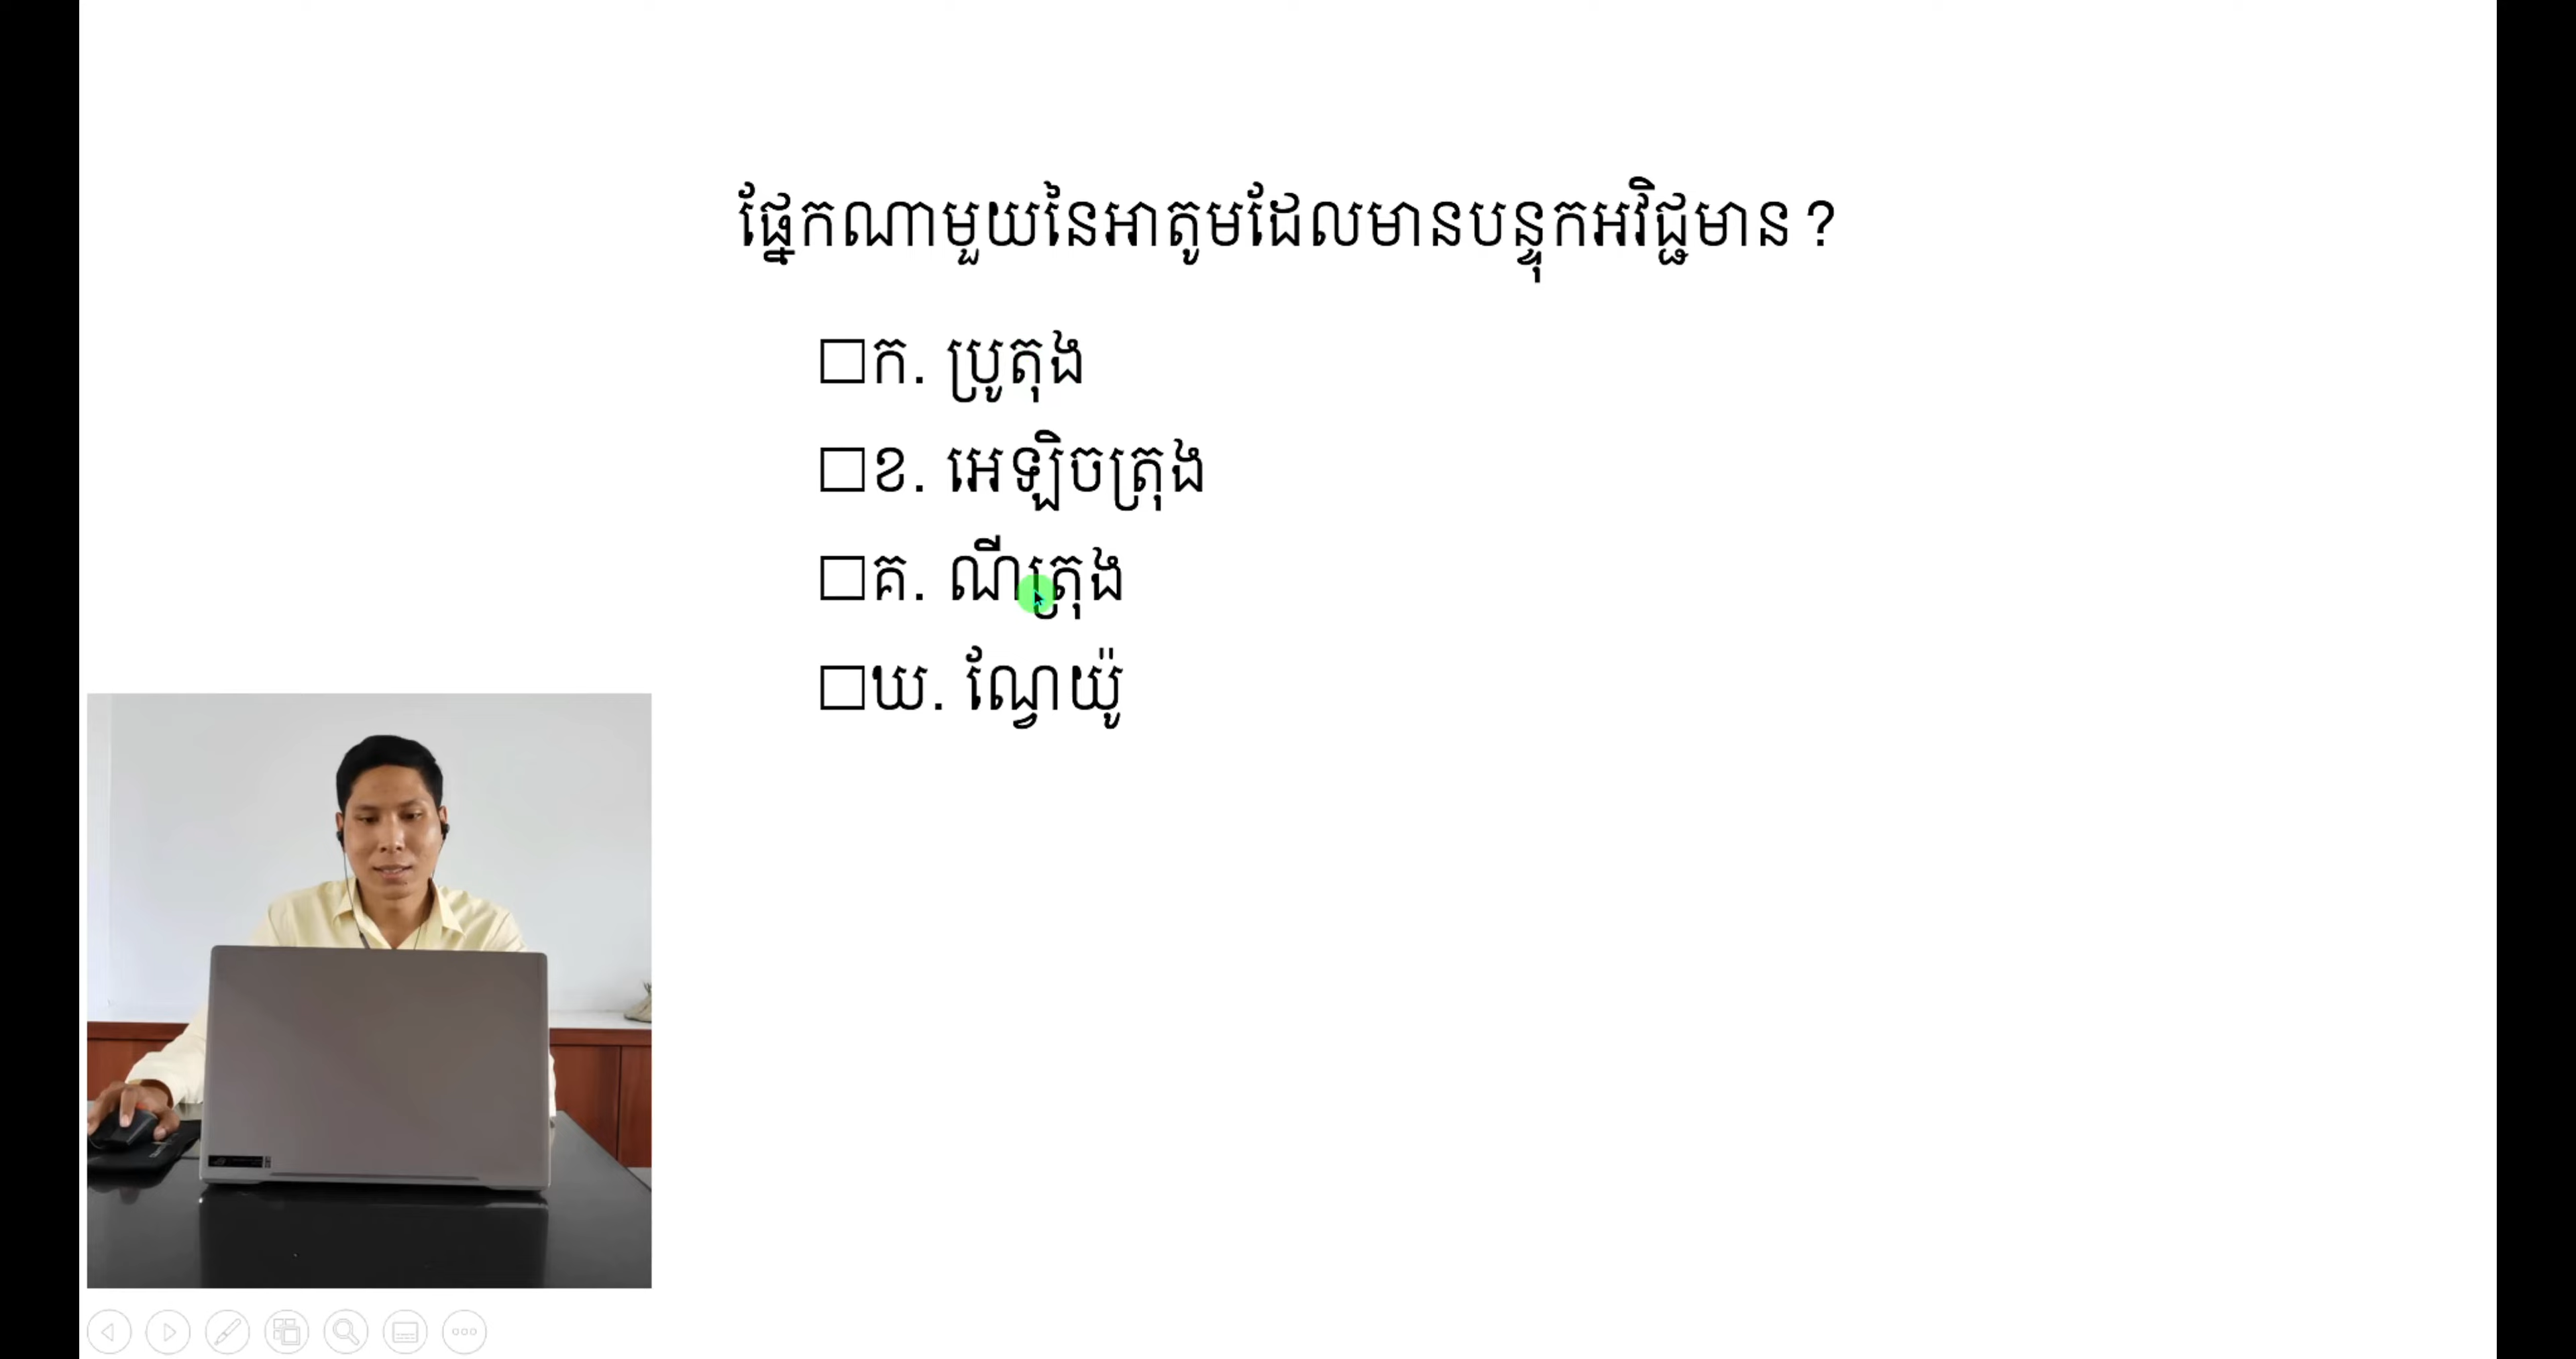 ផ្នែកណាមួយនៃអាតូមដែលមានបន្ទុកអវិជ្ជមាន ?
☐ក. ប្រូតុង
☐ខ. អេឡិចត្រុង
☐គ. ណឺត្រុង
☐ឃ. ណ្វៃយ៉ូ